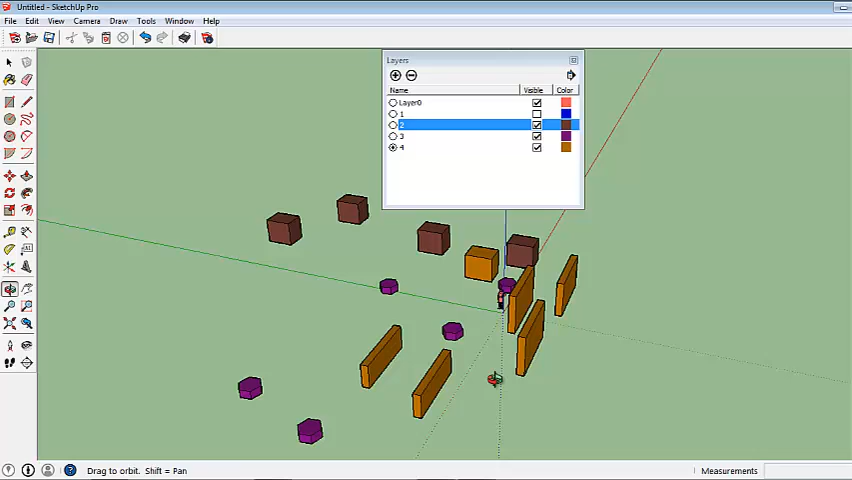 Untitled - SketchUp Pro
File Edit View Camera Draw Tools Window Help
Layers
Name Visible Color
Layer0
1
2
3
4
Drag to orbit. Shift = Pan
Measurements